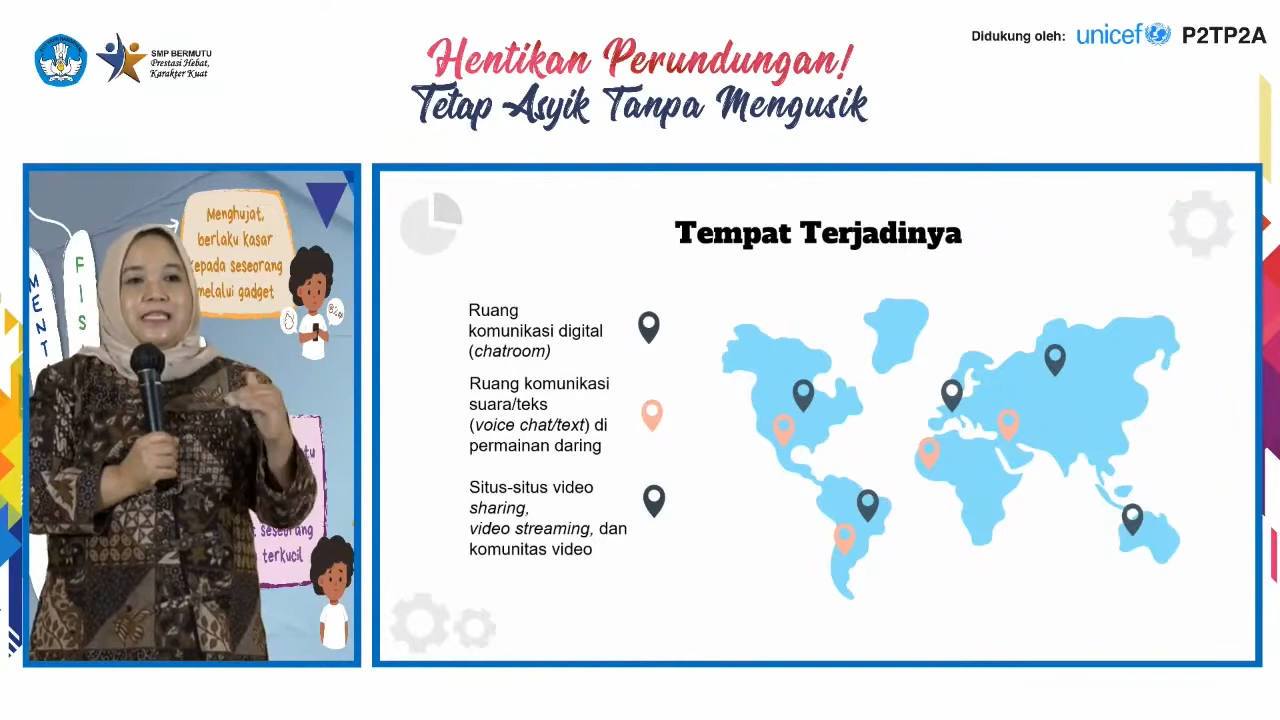 SMP BERMUTU
Prestasi Hebat,
Karakter Kuat
Hentikan Perundungan!
Tetap Asyik Tanpa Mengusik
Didukung oleh: unicef P2TP2A
MENT
FIS
Menghujat,
berlaku kasar
kepada seseorang
melalui gadget
seseorang
terkucil
Tempat Terjadinya
Ruang
komunikasi digital
(chatroom)
Ruang komunikasi
suara/teks
(voice chat/text) di
permainan daring
Situs-situs video
sharing,
video streaming, dan
komunitas video